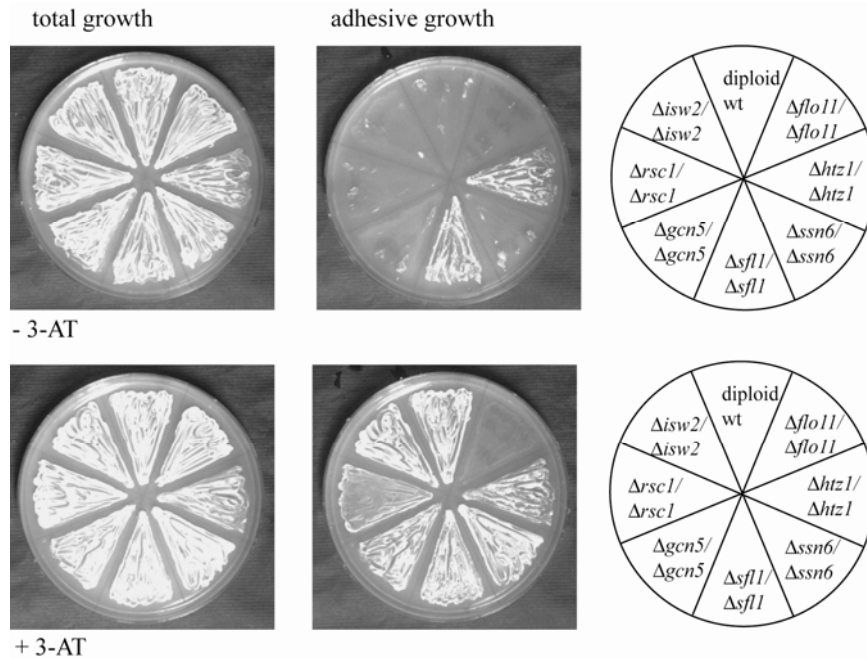 total growth
adhesive growth
diploid
wt
Δflo11/
Δflo11
Δhtz1/
Δhtz1
Δssn6/
Δssn6
Δsfl1/
Δsfl1
Δgcn5/
Δgcn5
Δrsc1/
Δrsc1
Δisw2/
Δisw2
- 3-AT
diploid
wt
Δflo11/
Δflo11
Δhtz1/
Δhtz1
Δssn6/
Δssn6
Δsfl1/
Δsfl1
Δgcn5/
Δgcn5
Δrsc1/
Δrsc1
Δisw2/
Δisw2
+ 3-AT